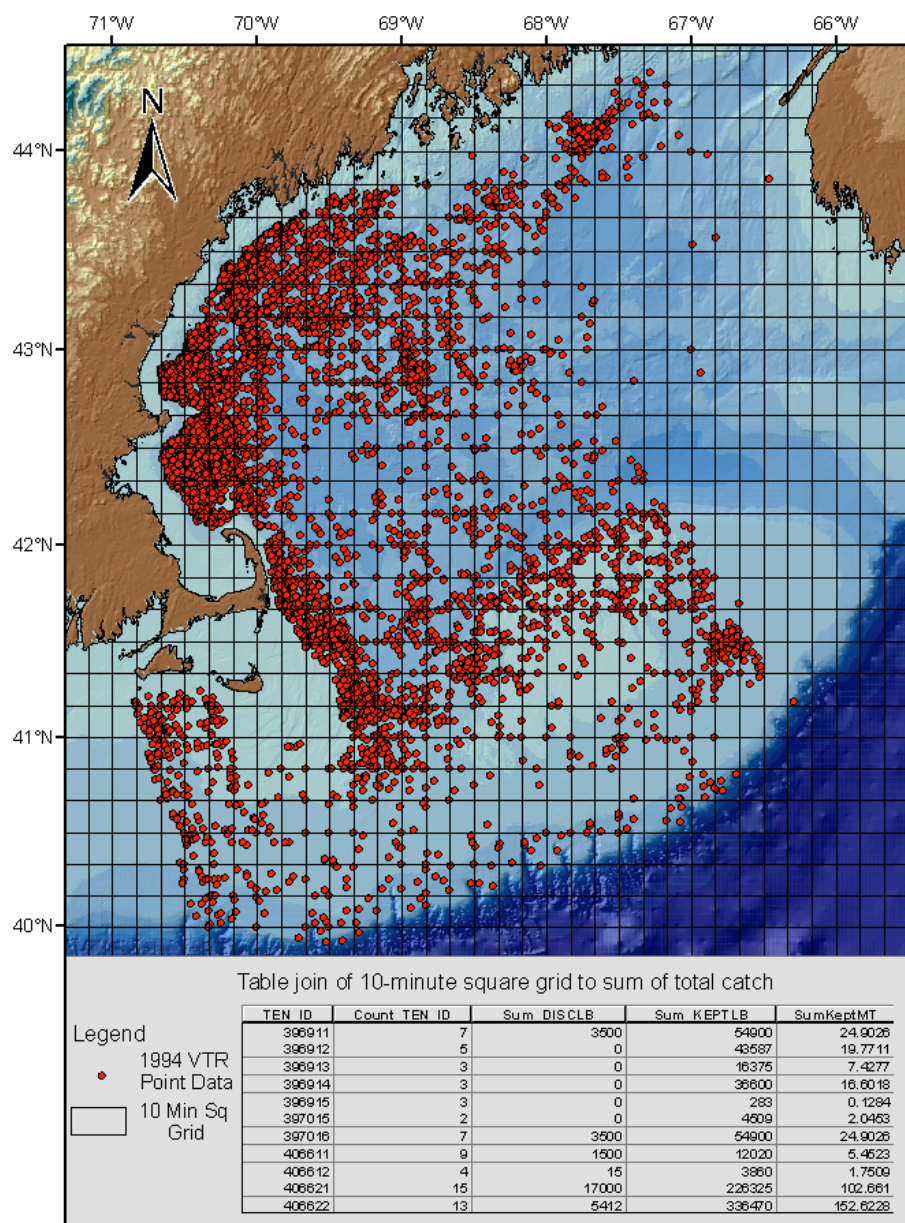 71°W 70°W 69°W 68°W 67°W 66°W
N
44°N
43°N
42°N
41°N
40°N
Table join of 10-minute square grid to sum of total catch
Legend
1994 VTR
Point Data
10 Min Sq
Grid
TEN_ID Count_TEN_ID Sum_DISCLB Sum_KEPTLB SumKeptMT
396911 7 3500 54900 24.9026
396912 5 0 43587 19.7711
396913 3 0 16375 7.4277
396914 3 0 36600 16.6018
396915 3 0 283 0.1284
397015 2 0 4509 2.0453
397016 7 3500 54900 24.9026
406611 9 1500 12020 5.4523
406612 4 15 3860 1.7509
406621 15 17000 226325 102.661
406622 13 5412 336470 152.6228